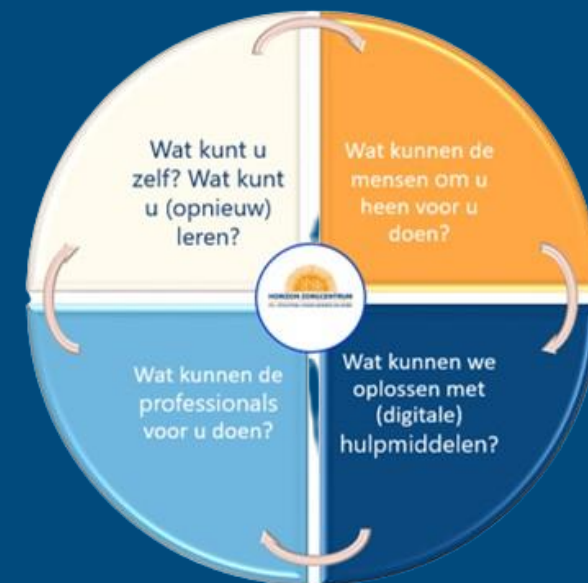 Wat kunt u
zelf? Wat kunt
u (opnieuw)
leren?
Wat kunnen de
mensen om u
heen voor u
doen?
HORIZON ZORGCENTRUM
Wat kunnen de
professionals
voor u doen?
Wat kunnen we
oplossen met
(digitale)
hulpmiddelen?